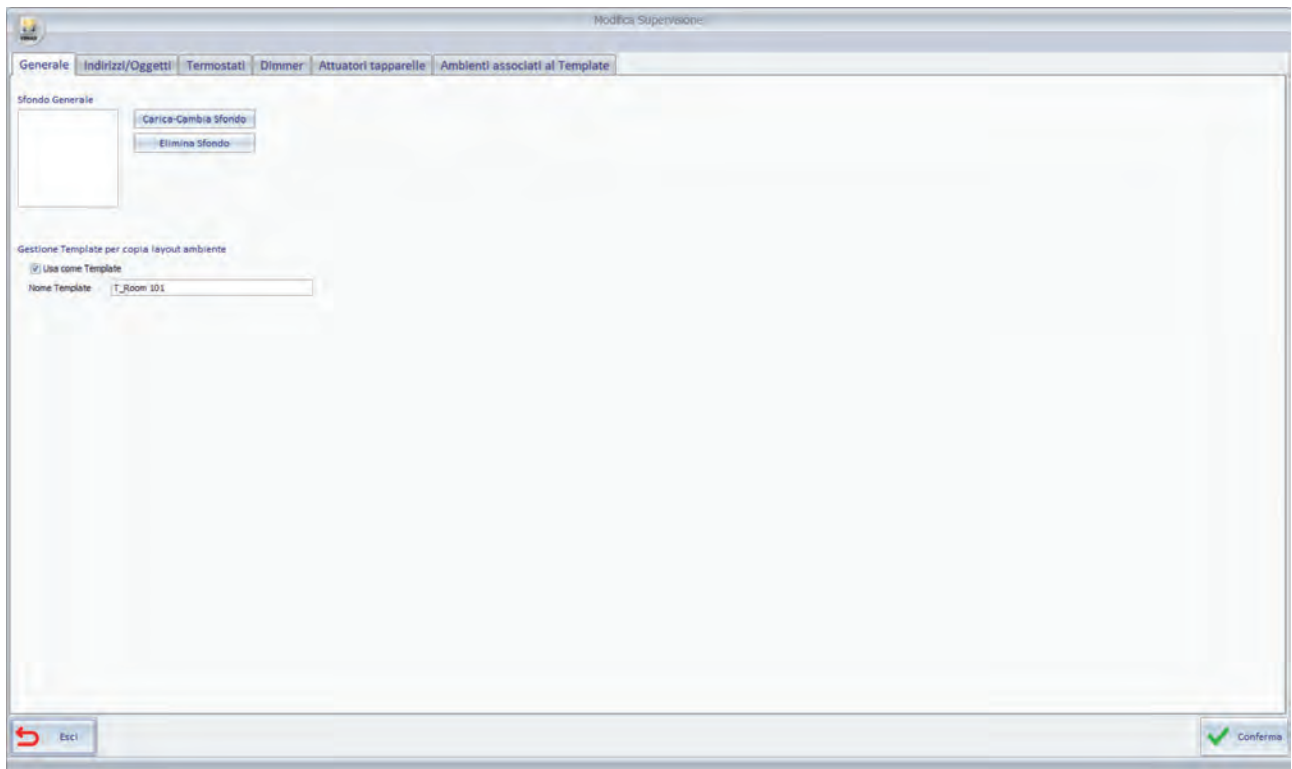 Modifica Supervisione
Generale Indirizzi/Oggetti Termostati Dimmer Attuatori tapparelle Ambienti associati al Template
Sfondo Generale
Carica-Cambia Sfondo
Elimina Sfondo
Gestione Template per copia layout ambiente
Usa come Template
Nome Template T_Room 101
Esci
Conferma